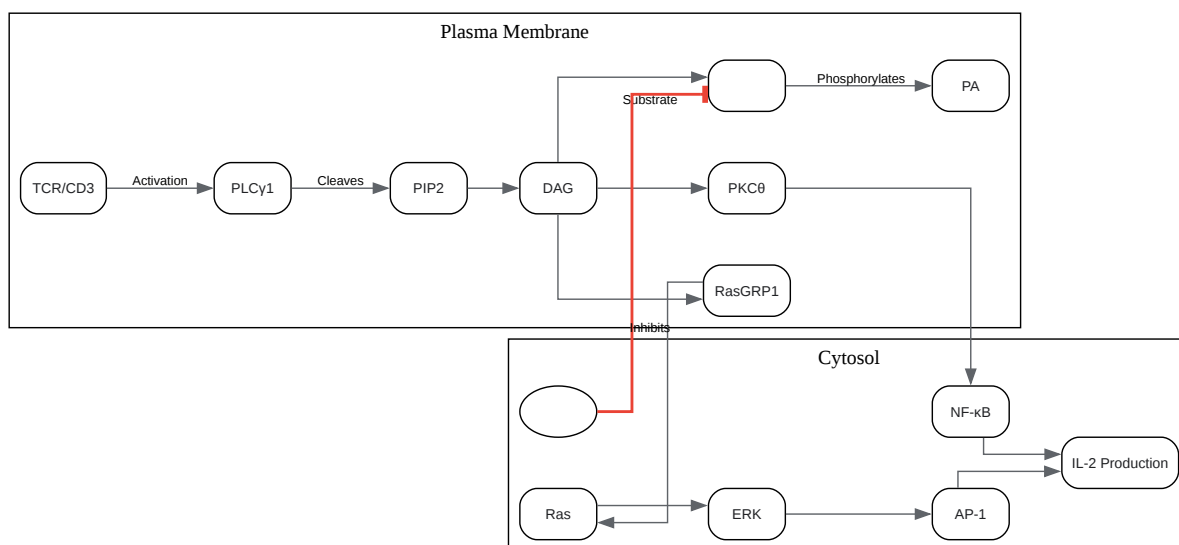 Plasma Membrane
Phosphorylates
PA
Substrate
TCR/CD3
Activation
PLCγ1
Cleaves
PIP2
DAG
PKCθ
RasGRP1
Inhibits
Cytosol
NF-κB
IL-2 Production
Ras
ERK
AP-1